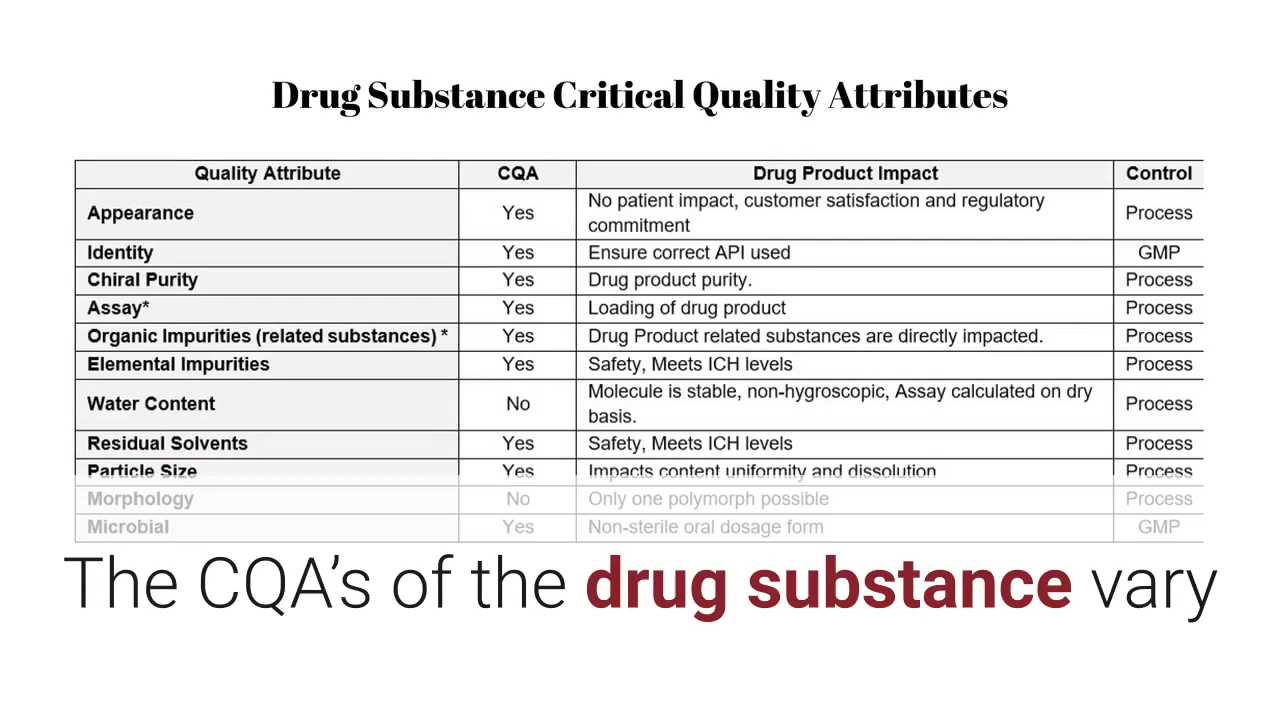 Drug Substance Critical Quality Attributes
Quality Attribute CQA Drug Product Impact Control
Appearance Yes No patient impact, customer satisfaction and regulatory commitment Process
Identity Yes Ensure correct API used GMP
Chiral Purity Yes Drug product purity. Process
Assay* Yes Loading of drug product Process
Organic Impurities (related substances) * Yes Drug Product related substances are directly impacted. Process
Elemental Impurities Yes Safety, Meets ICH levels Process
Water Content No Molecule is stable, non-hygroscopic, Assay calculated on dry basis. Process
Residual Solvents Yes Safety, Meets ICH levels Process
Particle Size Yes Impacts content uniformity and dissolution Process
Morphology No Only one polymorph possible Process
Microbial Yes Non-sterile oral dosage form GMP
The CQA’s of the drug substance vary